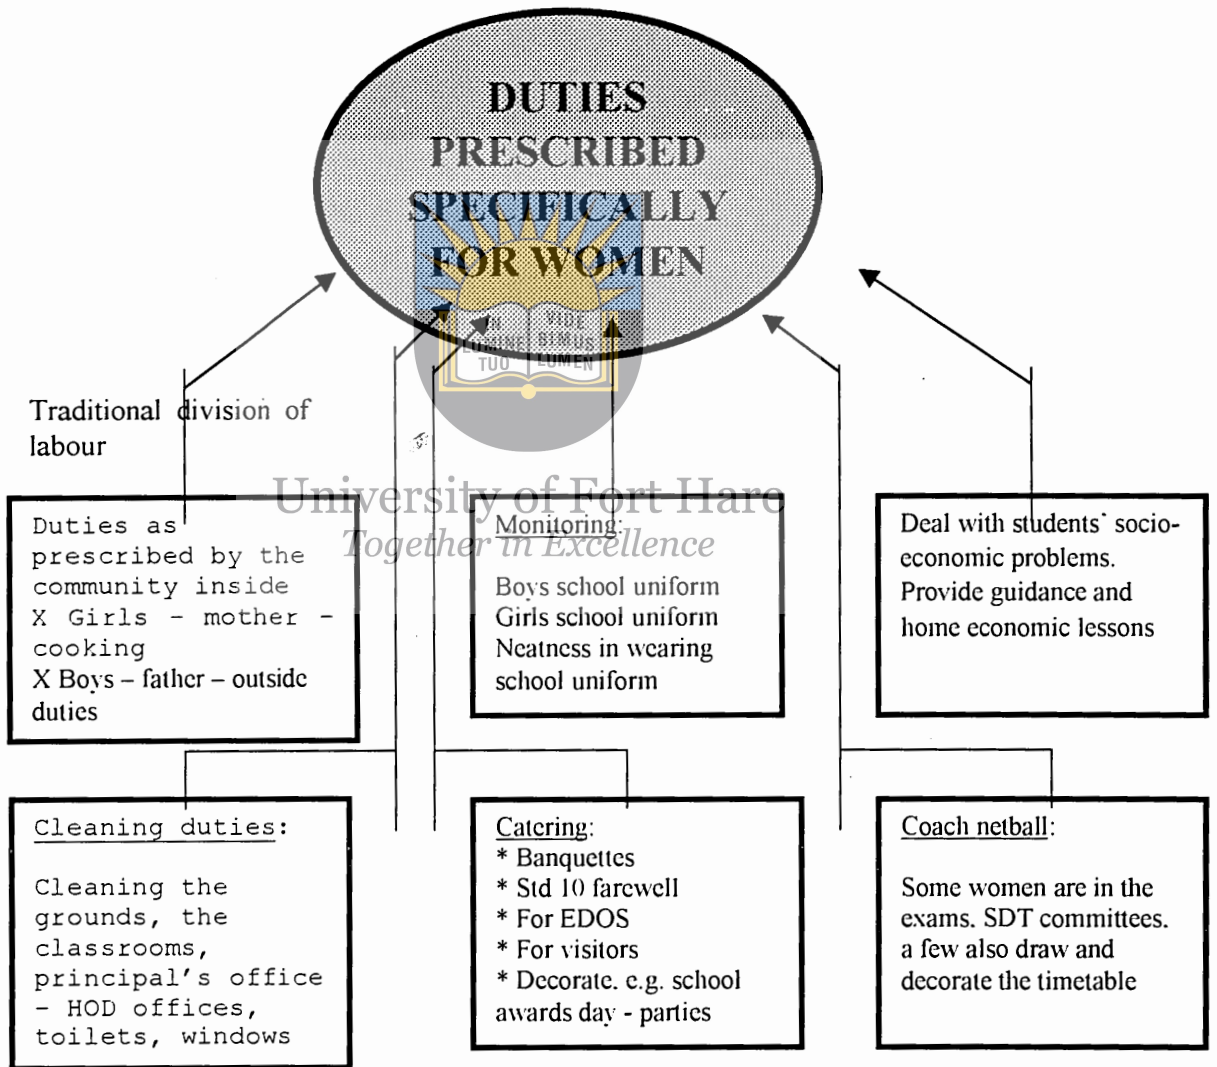 DUTIES
PRESCRIBED
SPECIFICALLY
FOR WOMEN
IN
LUMINE
TUO
VIDE
BIMUS
LUMEN
Traditional division of
labour
University of Fort Hare
Together in Excellence
Duties as
prescribed by the
community inside
X Girls - mother -
cooking
X Boys – father – outside
duties
Monitoring:
Boys school uniform
Girls school uniform
Neatness in wearing
school uniform
Deal with students' socio-
economic problems.
Provide guidance and
home economic lessons
Cleaning duties:
Cleaning the
grounds, the
classrooms,
principal's office
- HOD offices,
toilets, windows
Catering:
* Banquettes
* Std 10 farewell
* For EDOS
* For visitors
* Decorate. e.g. school
awards day - parties
Coach netball:
Some women are in the
exams. SDT committees.
a few also draw and
decorate the timetable